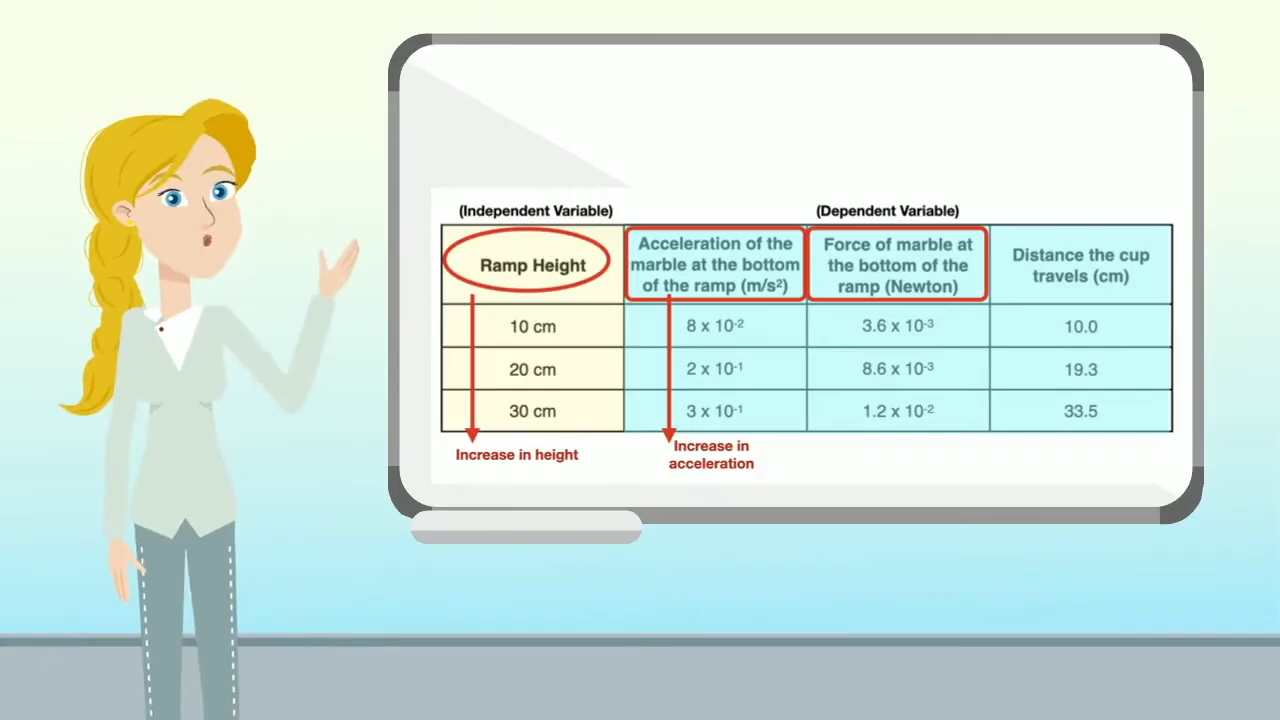 (Independent Variable) (Dependent Variable)
Ramp Height
Acceleration of the
marble at the bottom
of the ramp (m/s²)
Force of marble at
the bottom of the
ramp (Newton)
Distance the cup
travels (cm)
10 cm 8 x 10⁻² 3.6 x 10⁻³ 10.0
20 cm 2 x 10⁻¹ 8.6 x 10⁻³ 19.3
30 cm 3 x 10⁻¹ 1.2 x 10⁻² 33.5
Increase in height
Increase in
acceleration